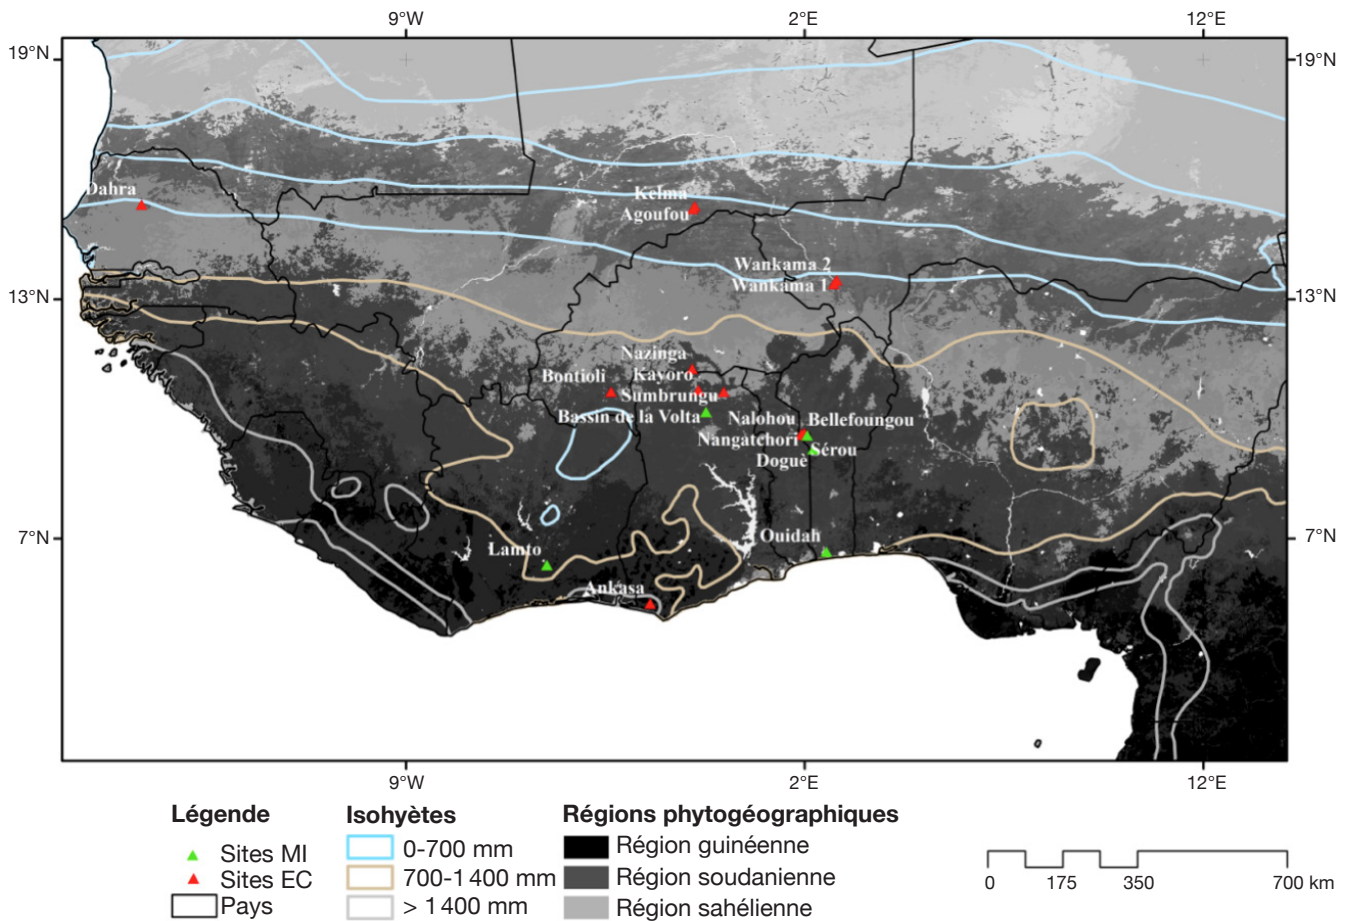 9°W 2°E 12°E
19°N 19°N
Dahra
Kelma
Agoufou
Wankama 2
Wankama 1
13°N 13°N
Nazinga
Bontioli Kayoro
Sumbrungu
Bassin de la Volta
Nalohou Bellefoungou
Nangatchori
Sérou
Doguè
7°N 7°N
Ouidah
Lamto
Ankasa
9°W 2°E 12°E
Légende Isohyètes Régions phytogéographiques
Sites MI 0-700 mm Région guinéenne
Sites EC 700-1 400 mm Région soudanienne
Pays > 1 400 mm Région sahélienne
0 175 350 700 km